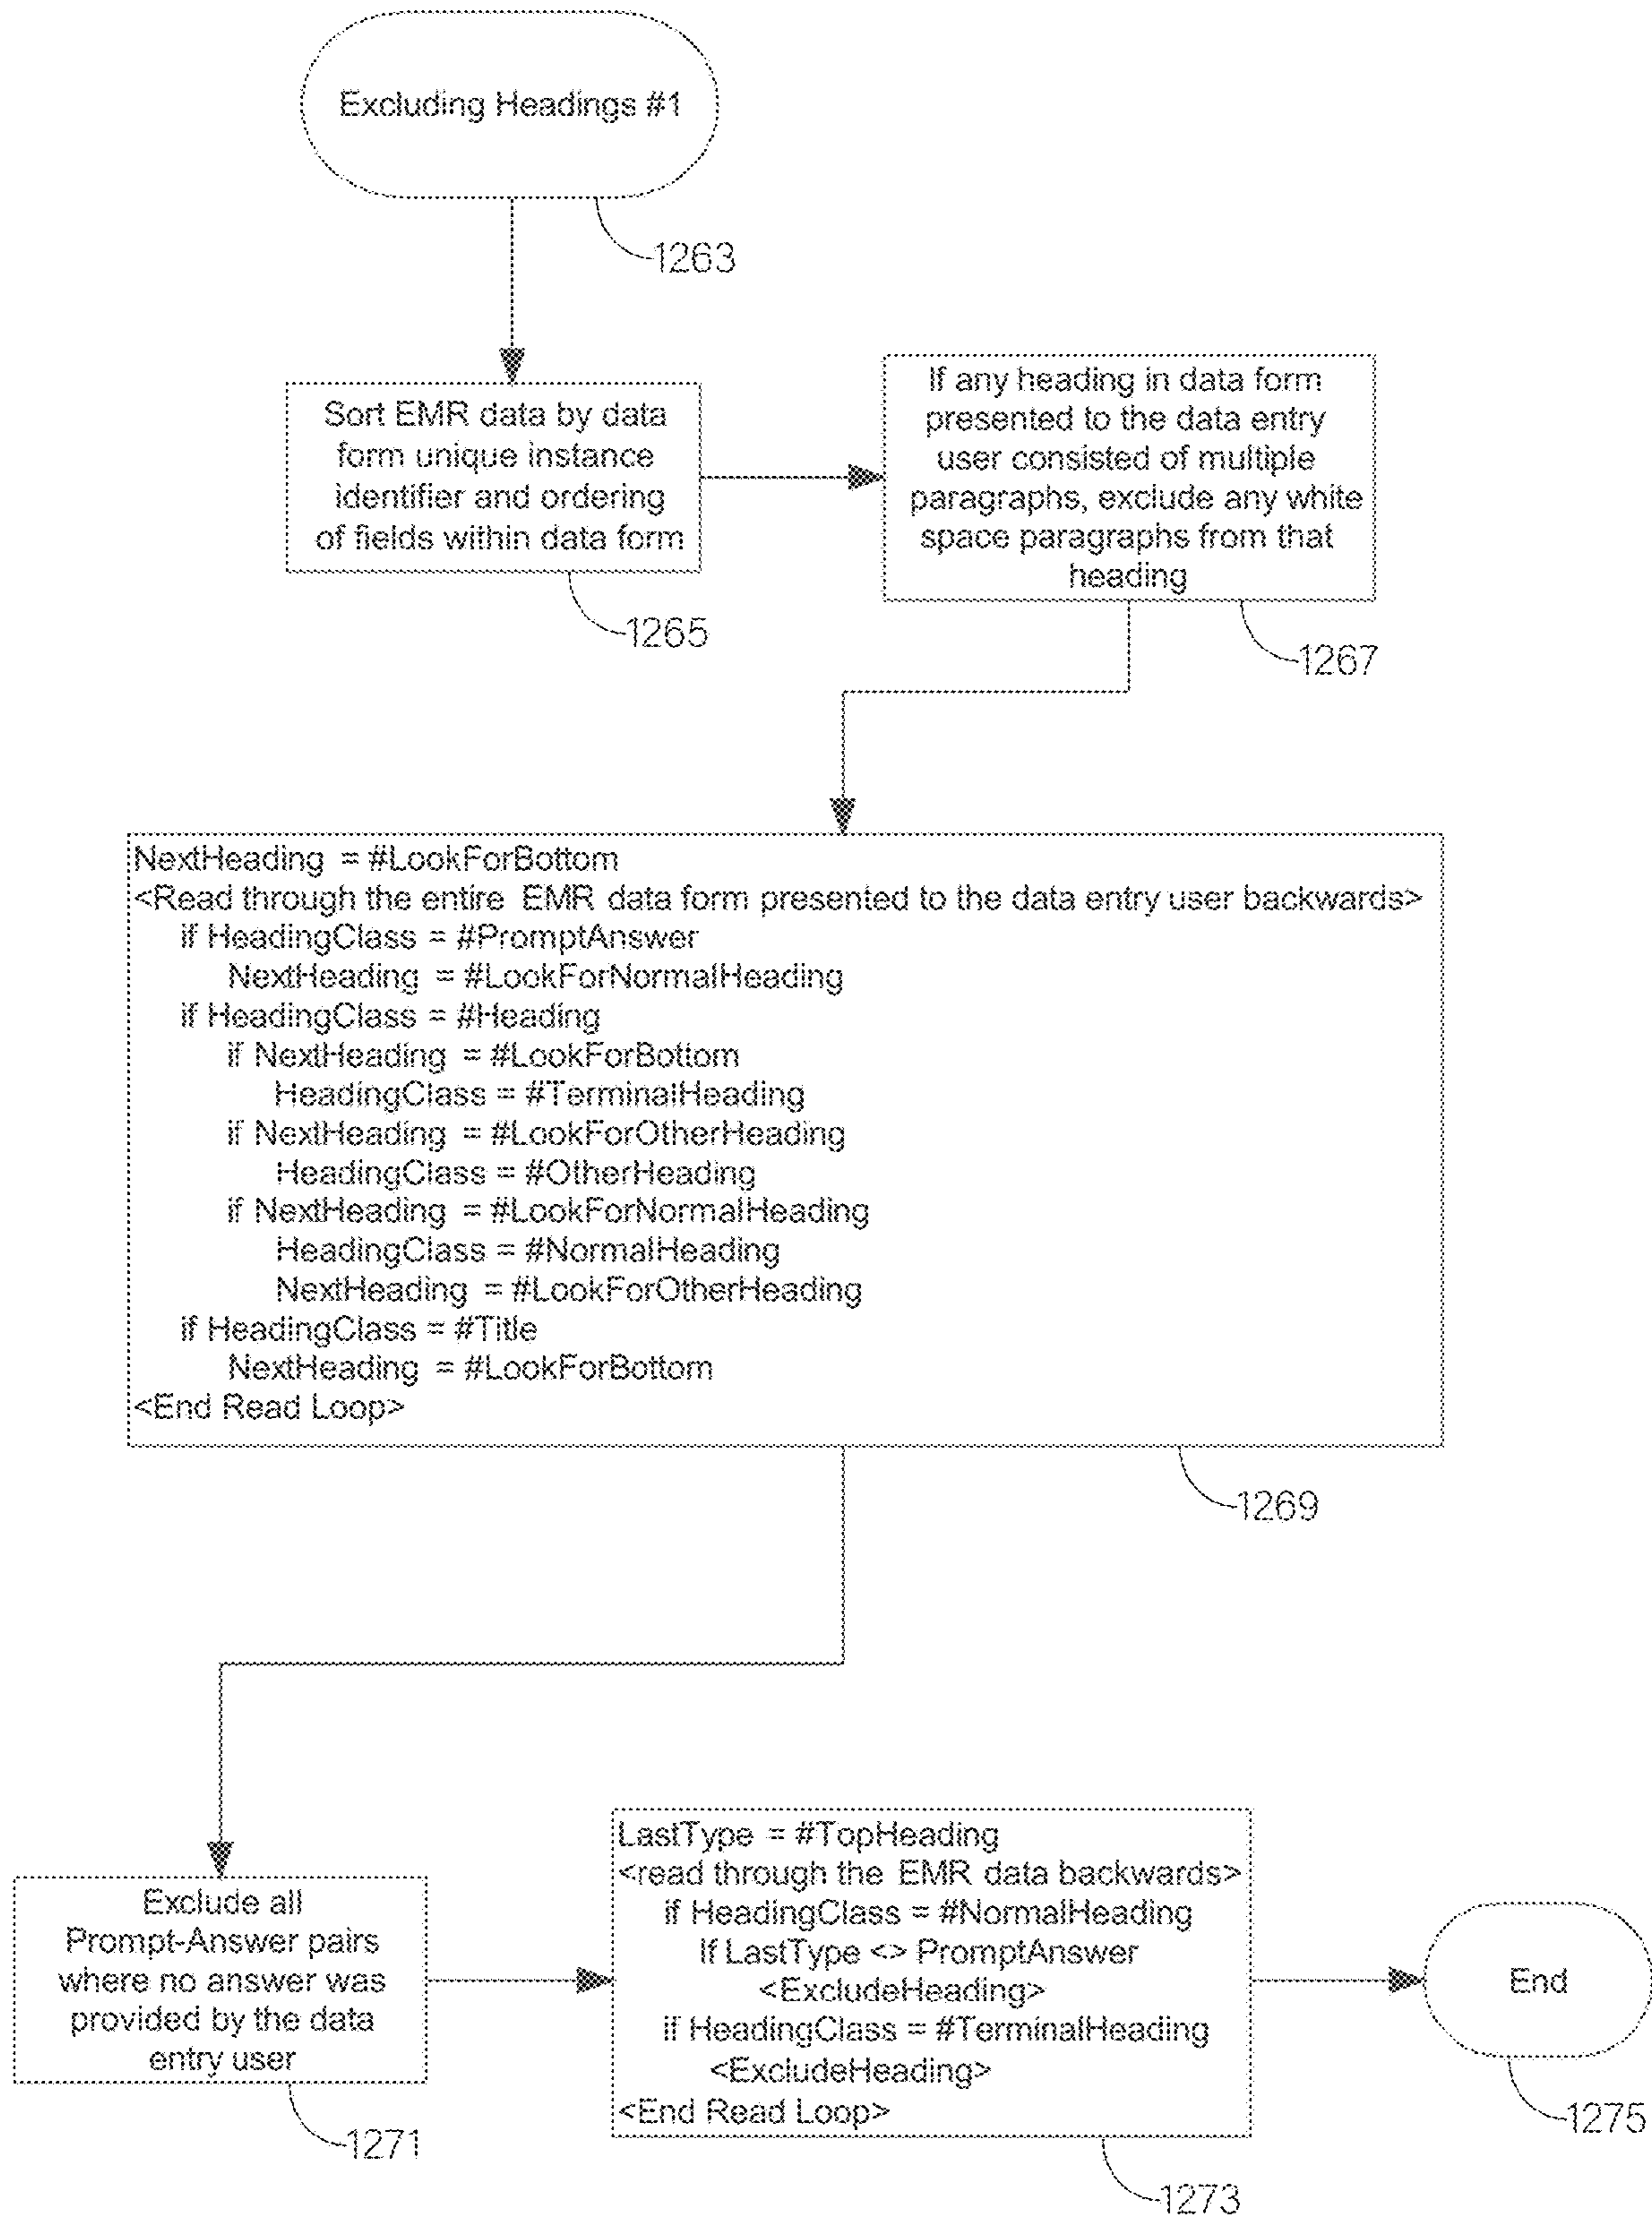 Excluding Headings #1
1263
Sort EMR data by data
form unique instance
identifier and ordering
of fields within data form
1265
If any heading in data form
presented to the data entry
user consisted of multiple
paragraphs, exclude any white
space paragraphs from that
heading
1267
NextHeading = #LookForBottom
<Read through the entire EMR data form presented to the data entry user backwards>
if HeadingClass = #PromptAnswer
NextHeading = #LookForNormalHeading
if HeadingClass = #Heading
if NextHeading = #LookForBottom
HeadingClass = #TerminalHeading
if NextHeading = #LookForOtherHeading
HeadingClass = #OtherHeading
if NextHeading = #LookForNormalHeading
HeadingClass = #NormalHeading
NextHeading = #LookForOtherHeading
if HeadingClass = #Title
NextHeading = #LookForBottom
<End Read Loop>
1269
Exclude all
Prompt-Answer pairs
where no answer was
provided by the data
entry user
1271
LastType = #TopHeading
<read through the EMR data backwards>
if HeadingClass = #NormalHeading
If LastType <> PromptAnswer
<ExcludeHeading>
if HeadingClass = #TerminalHeading
<ExcludeHeading>
<End Read Loop>
1273
End
1275